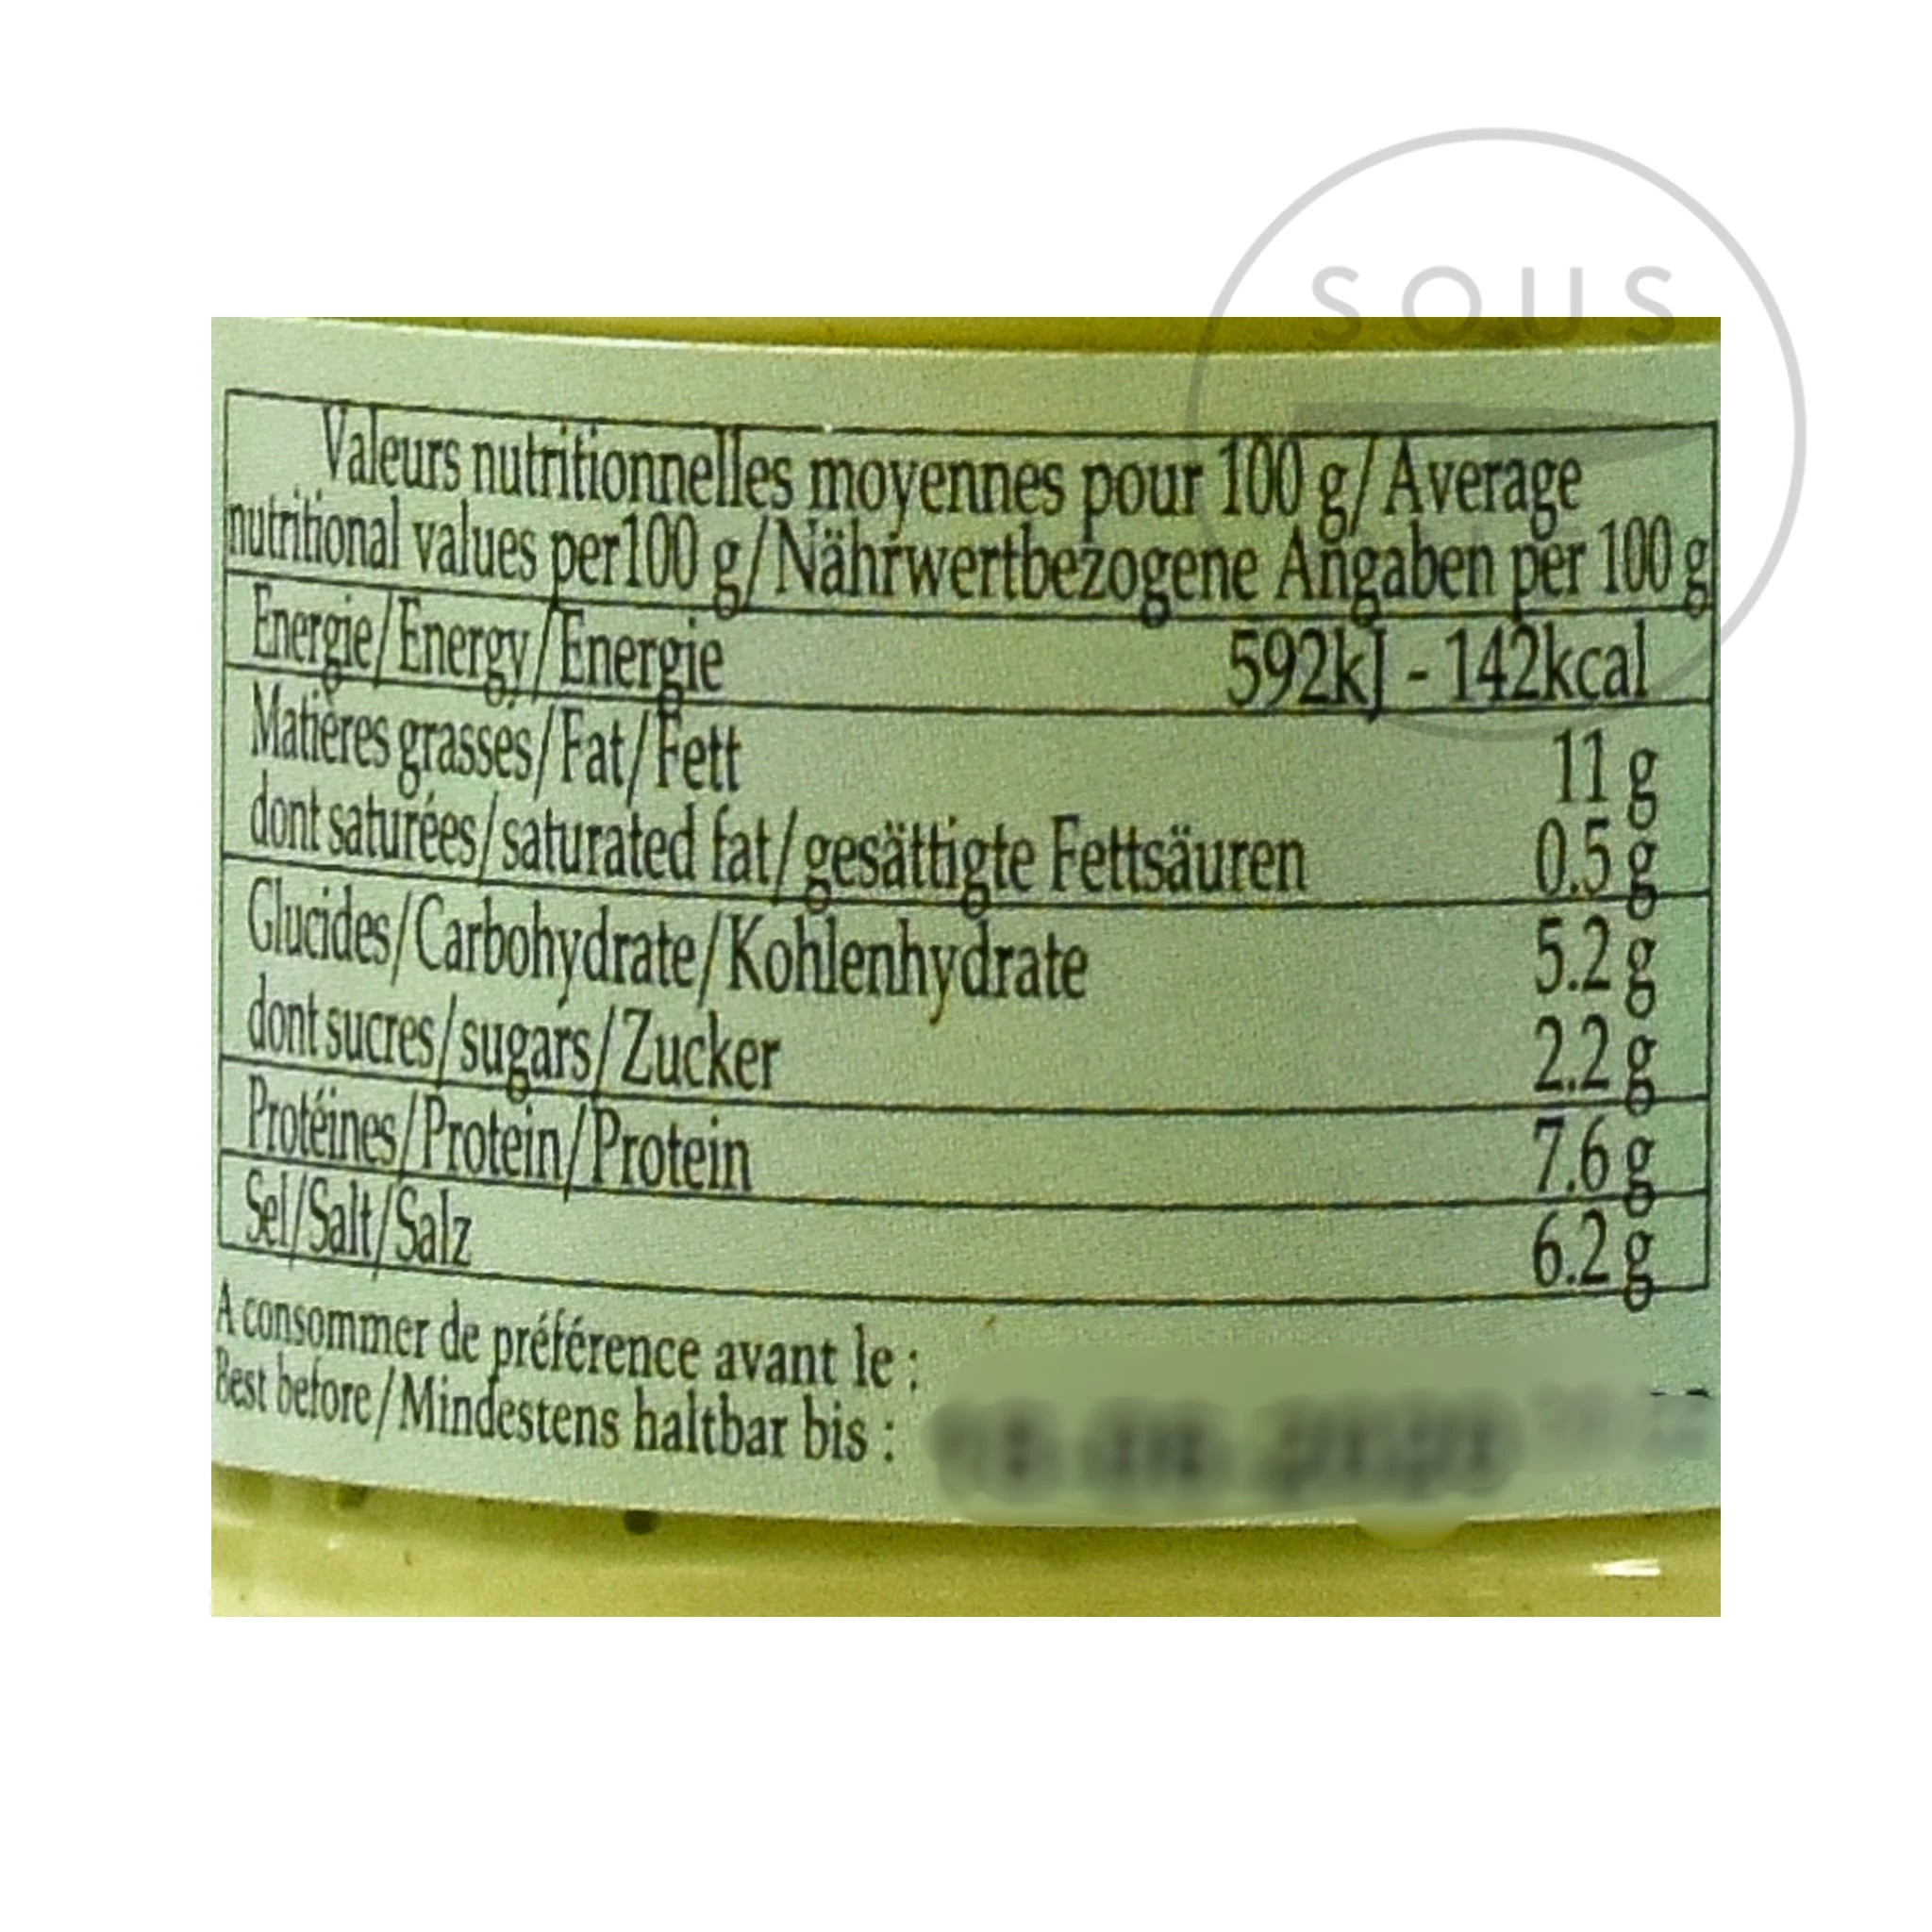 SOUS
Valeurs nutritionnelles moyennes pour 100 g/Average
nutritional values per100 g/Nährwertbezogene Angaben per 100 g
Energie/Energy/Energie 592kJ - 142kcal
Matières grasses/Fat/Fett 11 g
dont saturées/saturated fat/gesättigte Fettsäuren 0.5 g
Glucides/Carbohydrate/Kohlenhydrate 5.2 g
dont sucres/sugars/Zucker 2.2 g
Protéines/Protein/Protein 7.6 g
Sel/Salt/Salz 6.2 g
A consommer de préférence avant le :
Best before/Mindestens haltbar bis :